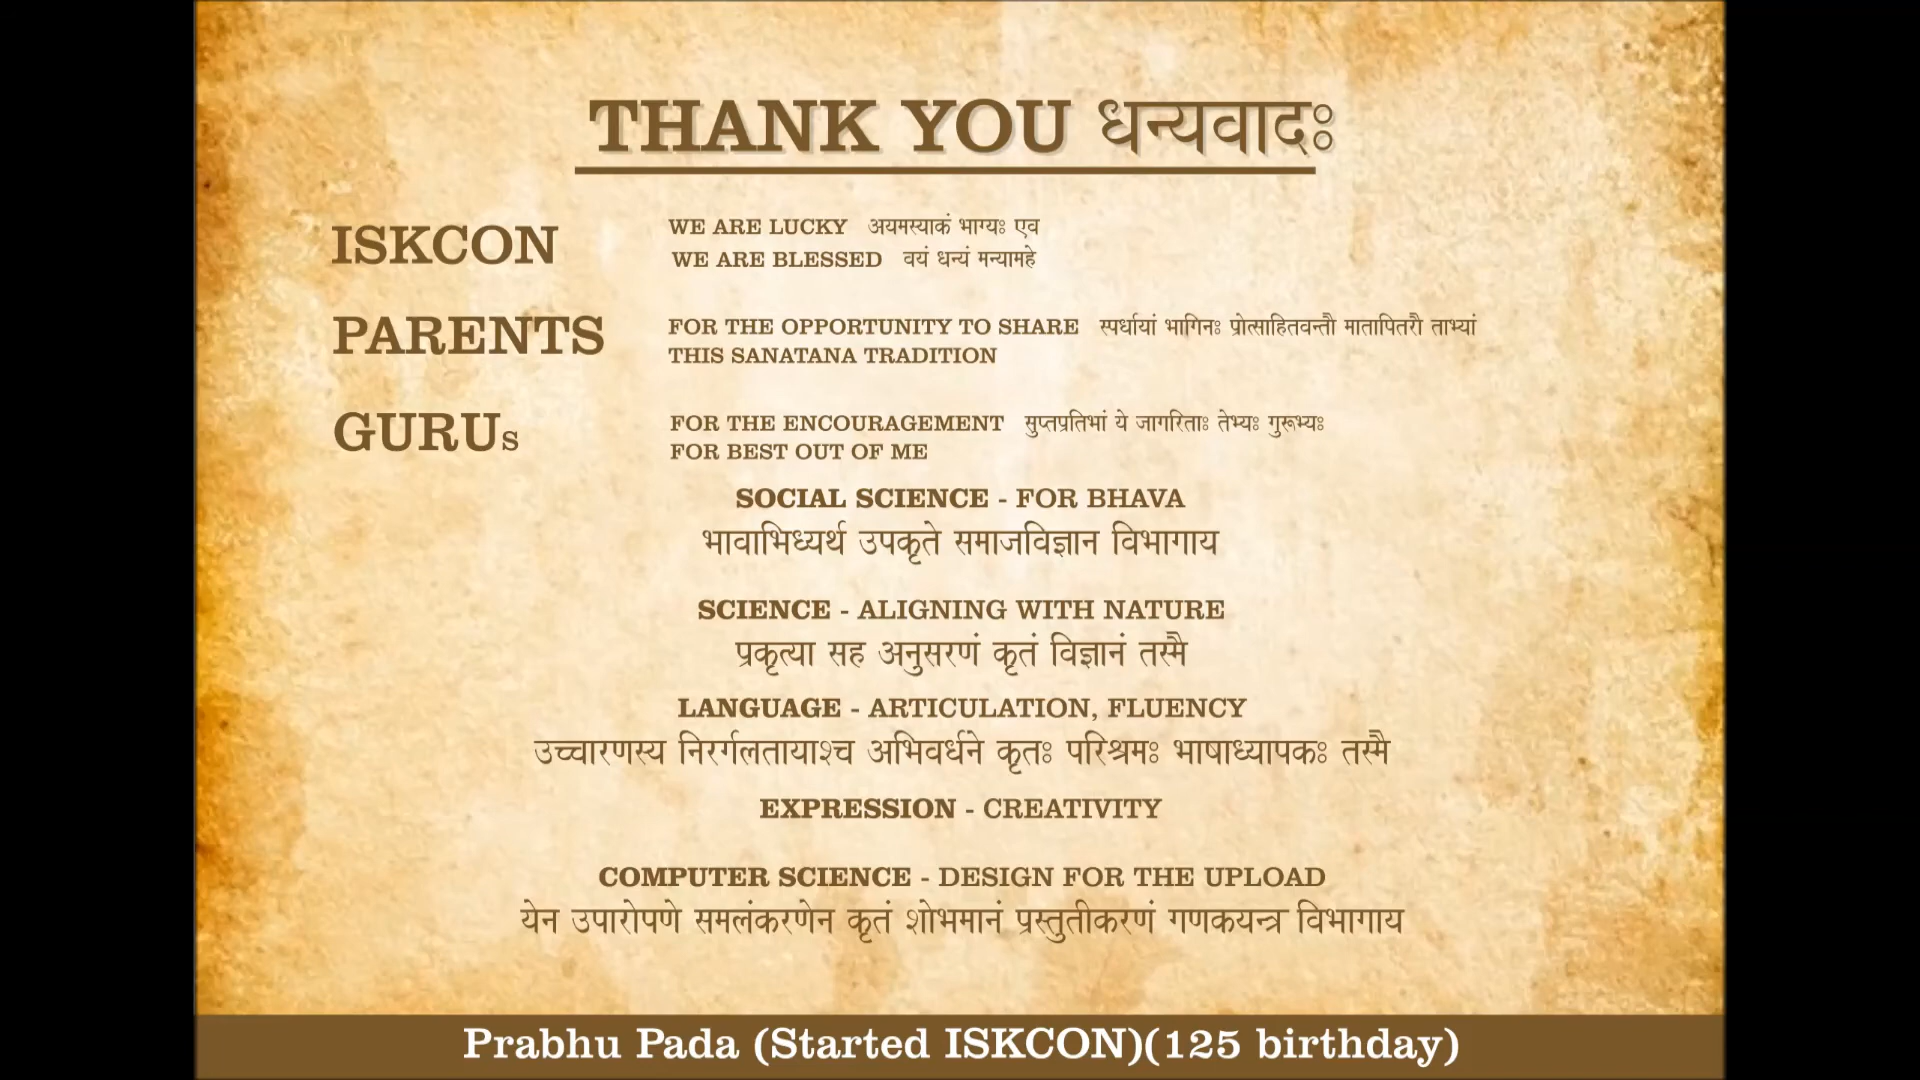 THANK YOU धन्यवादः
ISKCON
WE ARE LUCKY अयमस्याकं भाग्यः एव
WE ARE BLESSED वयं धन्यं मन्यामहे
PARENTS
FOR THE OPPORTUNITY TO SHARE स्पर्धायां भागिनः प्रोत्साहितवन्तौ मातापितरौ ताभ्यां
THIS SANATANA TRADITION
GURUs
FOR THE ENCOURAGEMENT सुप्तप्रतिभां ये जागरिताः तेभ्यः गुरूभ्यः
FOR BEST OUT OF ME
SOCIAL SCIENCE - FOR BHAVA
भावाभिध्यर्थ उपकृते समाजविज्ञान विभागाय
SCIENCE - ALIGNING WITH NATURE
प्रकृत्या सह अनुसरणं कृतं विज्ञानं तस्मै
LANGUAGE - ARTICULATION, FLUENCY
उच्चारणस्य निरर्गलतायाश्च अभिवर्धने कृतः परिश्रमः भाषाध्यापकः तस्मै
EXPRESSION - CREATIVITY
COMPUTER SCIENCE - DESIGN FOR THE UPLOAD
येन उपारोपणे समलंकरणेन कृतं शोभमानं प्रस्तुतीकरणं गणकयन्त्र विभागाय
Prabhu Pada (Started ISKCON)(125 birthday)